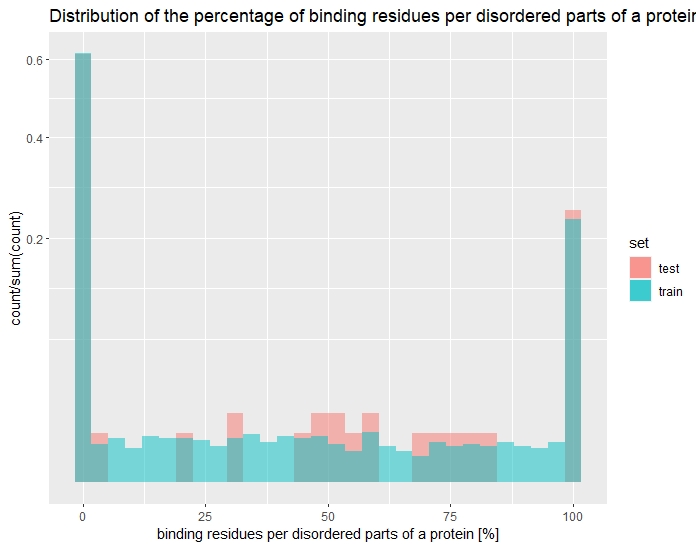 Distribution of the percentage of binding residues per disordered parts of a protein
0.6
0.4
0.2
count/sum(count)
set
test
train
0
25
50
75
100
binding residues per disordered parts of a protein [%]